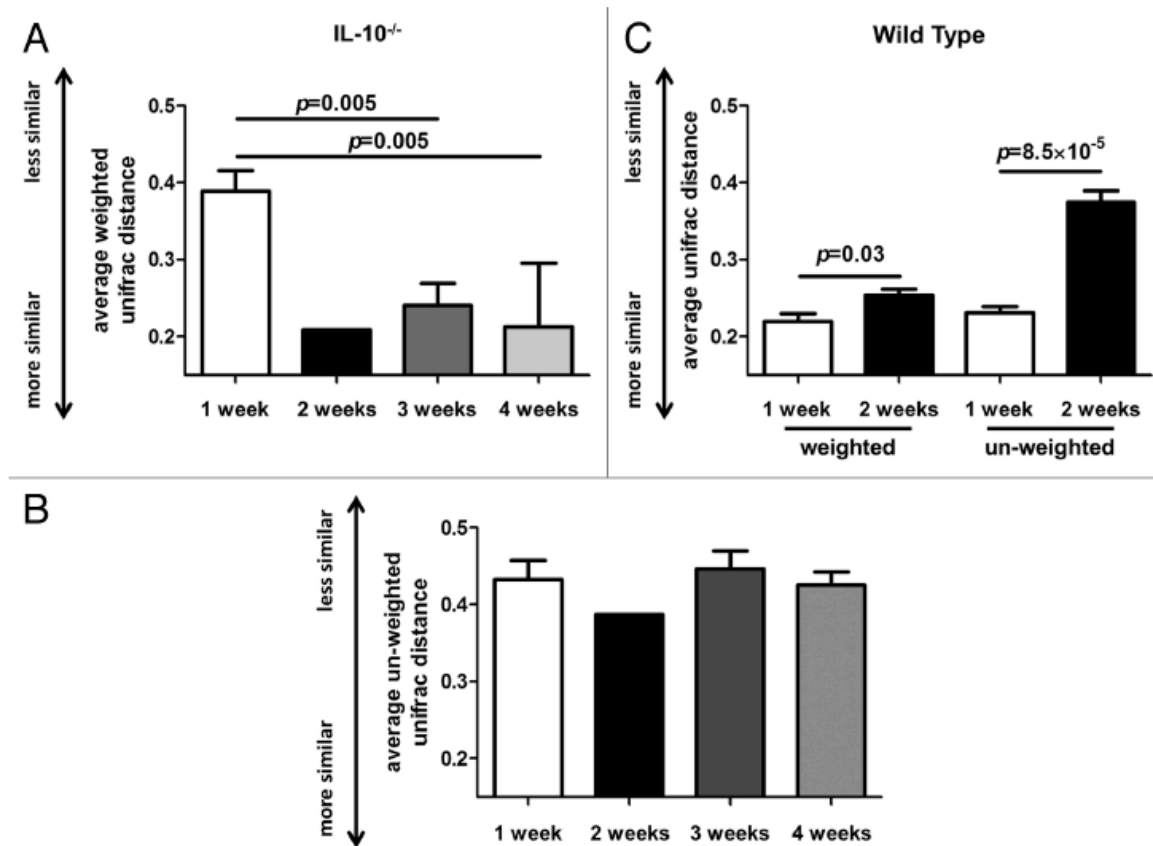 A
IL-10-/-
less similar
more similar
average weighted
unifrac distance
0.5
0.4
0.3
0.2
p=0.005
p=0.005
1 week 2 weeks 3 weeks 4 weeks
C
Wild Type
less similar
more similar
average unifrac distance
0.5
0.4
0.3
0.2
p=0.03
p=8.5×10-5
1 week 2 weeks 1 week 2 weeks
weighted un-weighted
B
less similar
more similar
average un-weighted
unifrac distance
0.5
0.4
0.3
0.2
1 week 2 weeks 3 weeks 4 weeks